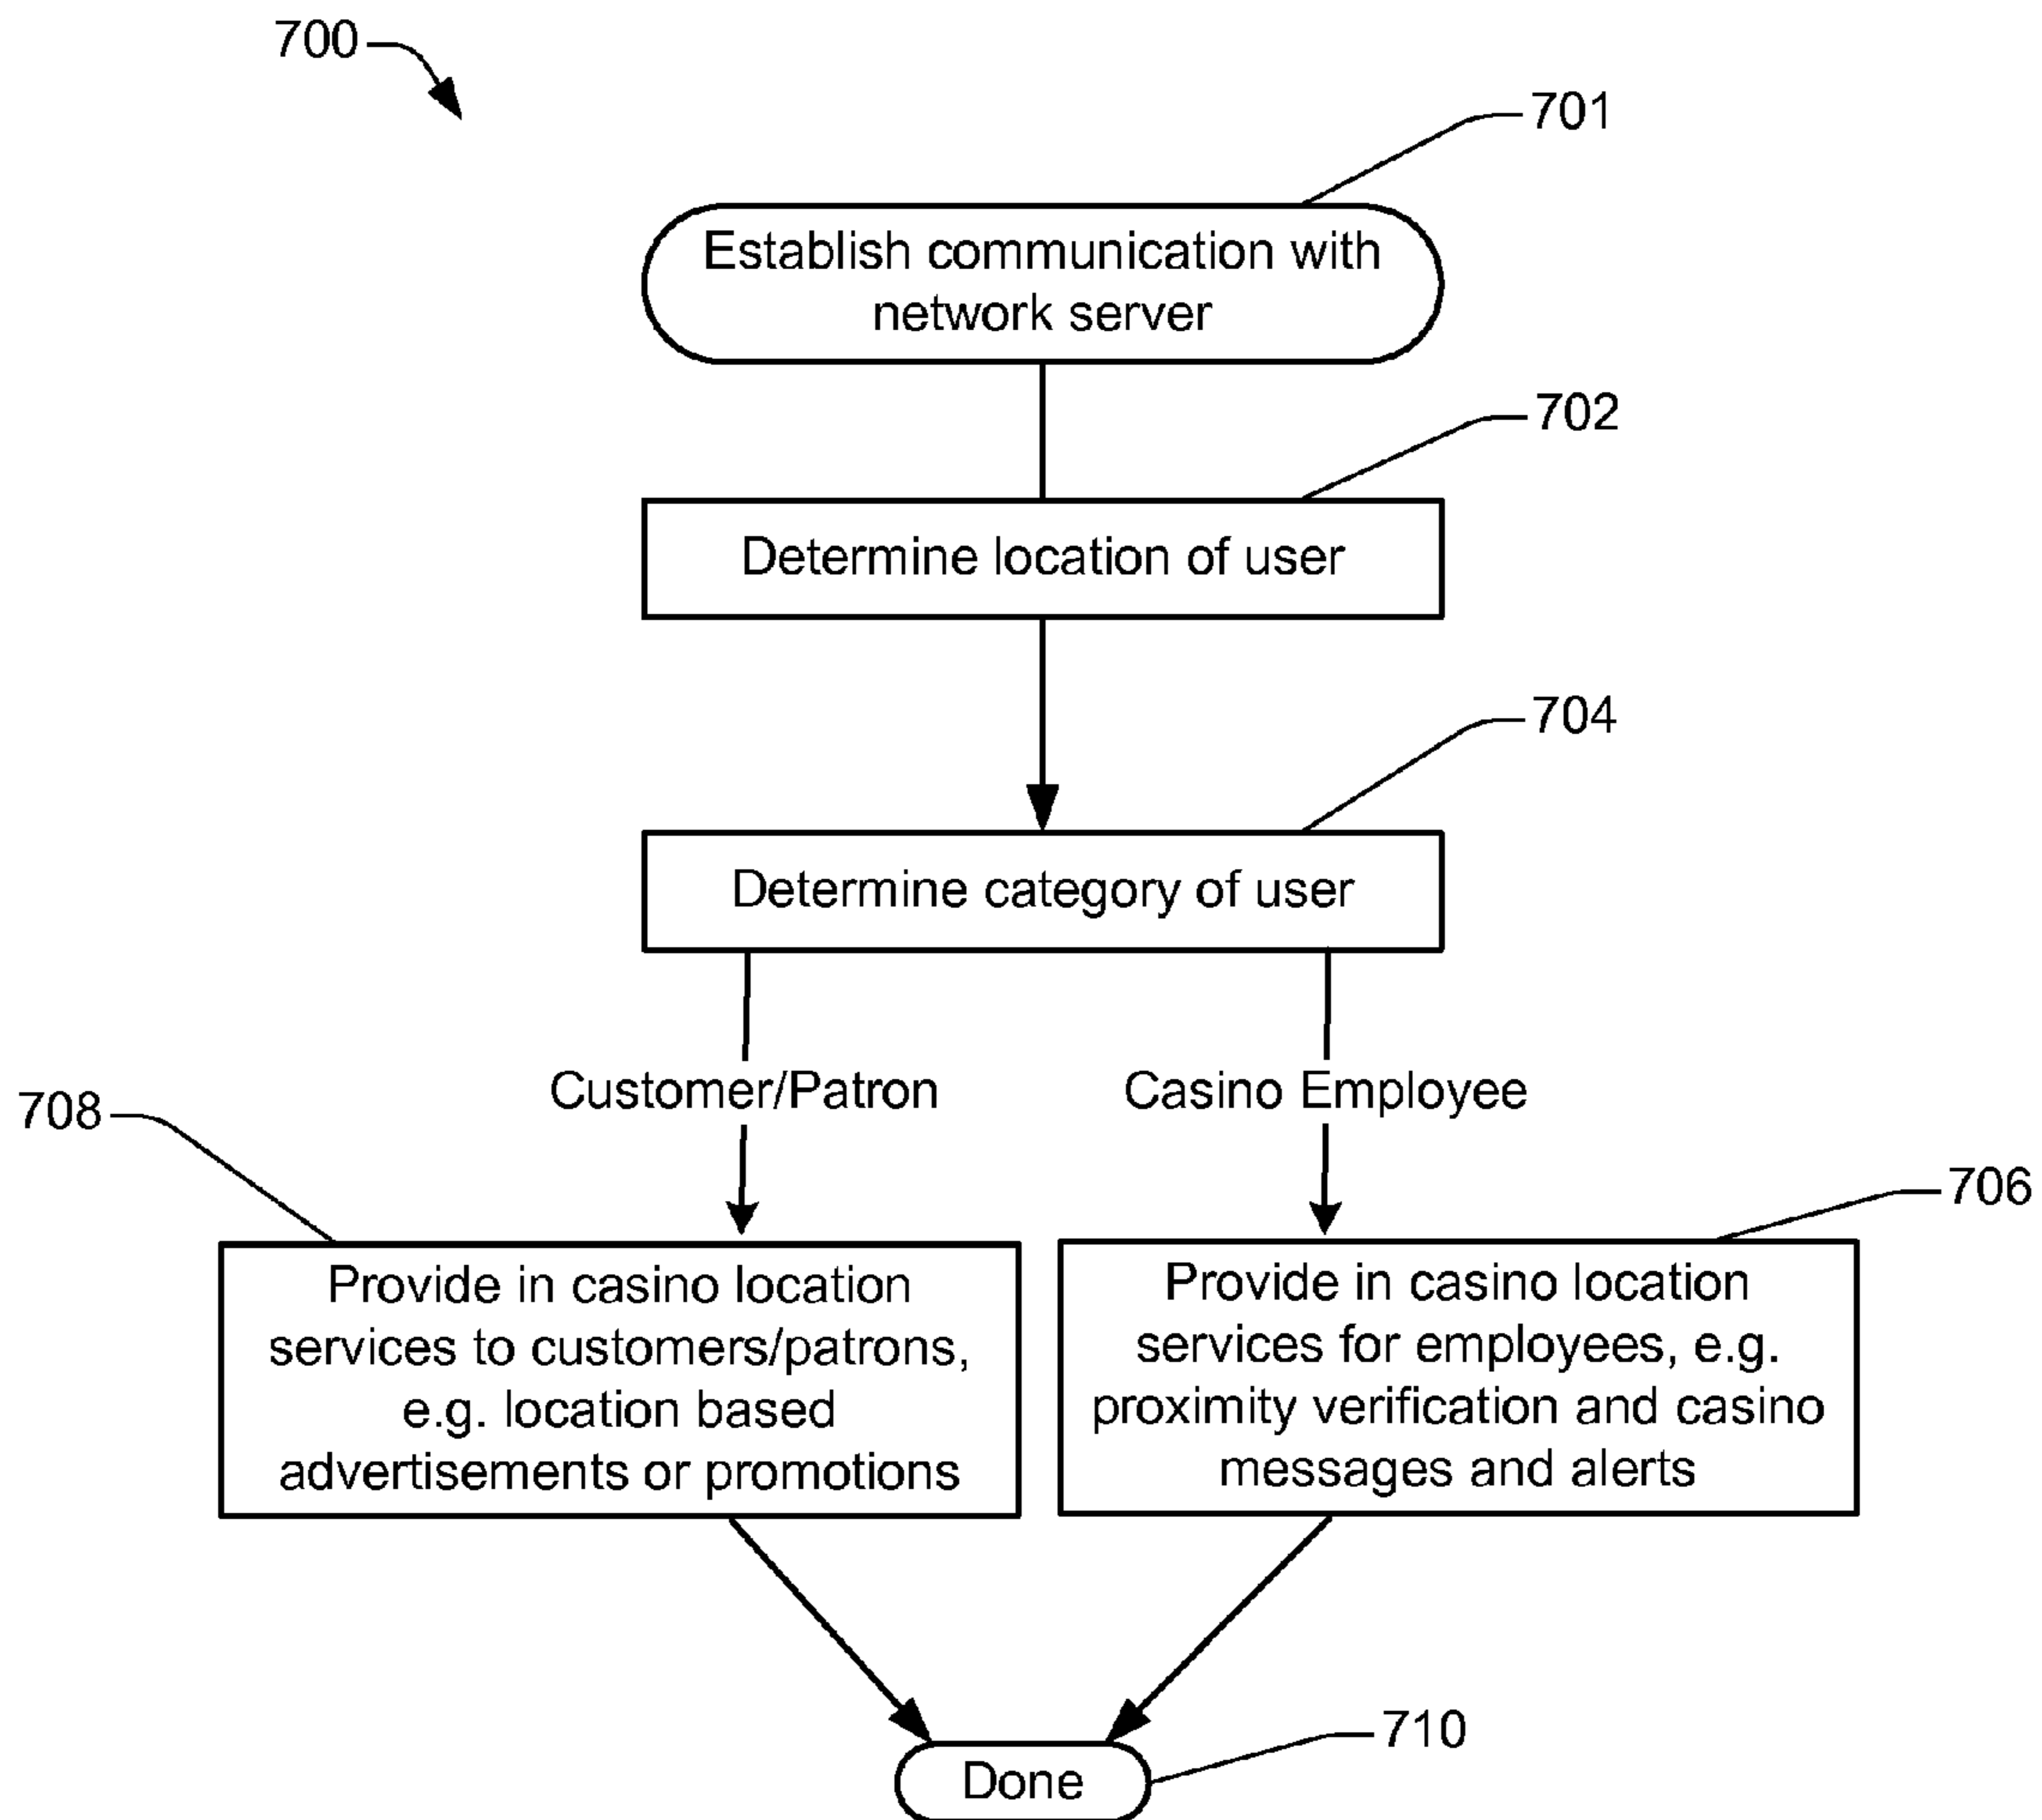 700
701
Establish communication with
network server
702
Determine location of user
704
Determine category of user
Customer/Patron
Casino Employee
708
706
Provide in casino location
services to customers/patrons,
e.g. location based
advertisements or promotions
Provide in casino location
services for employees, e.g.
proximity verification and casino
messages and alerts
710
Done